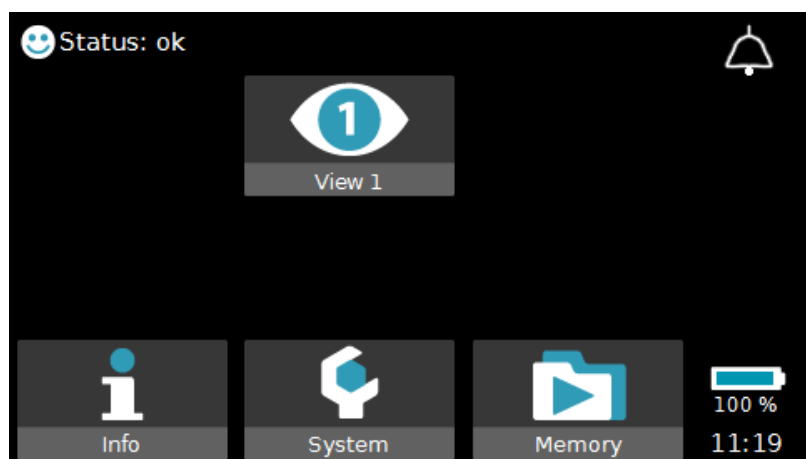 Status: ok
1
View 1
Info
System
Memory
100 %
11:19